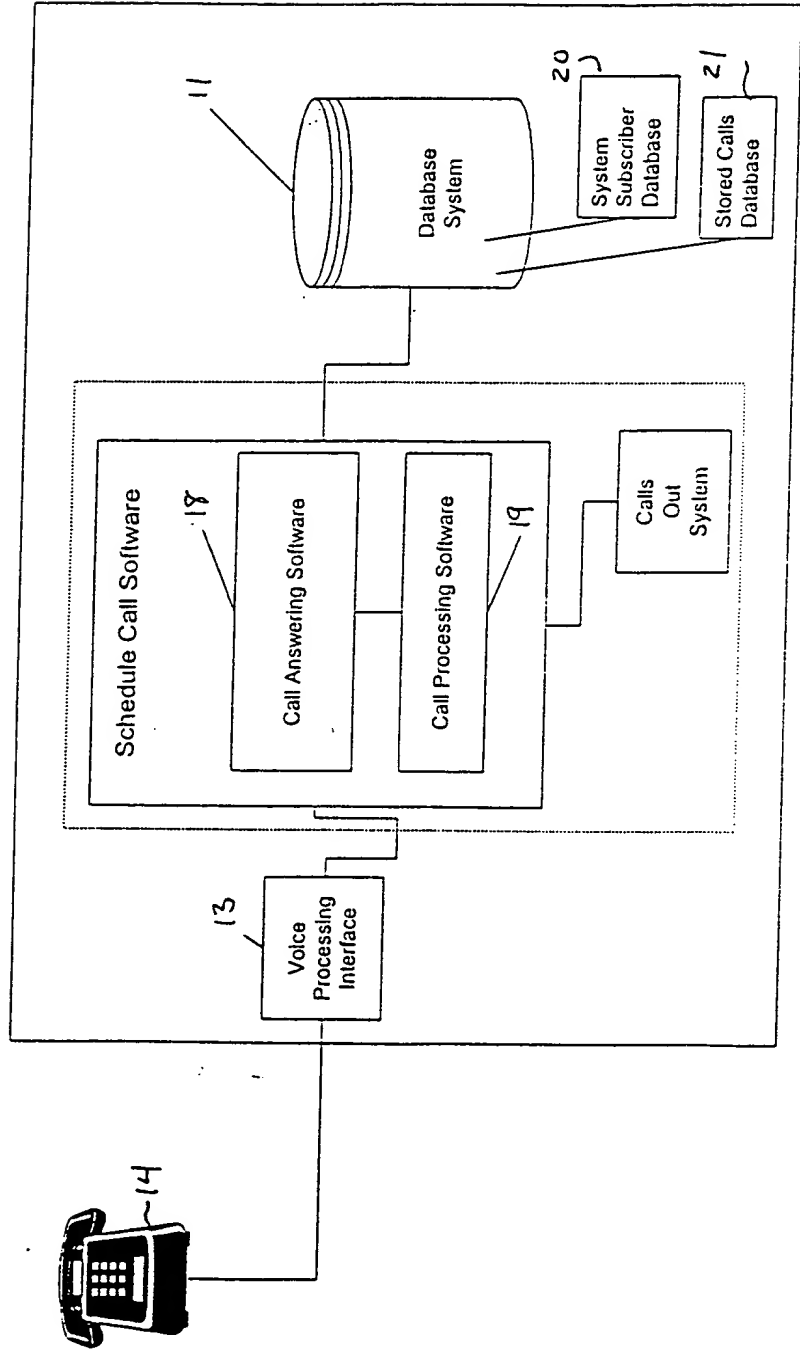 14
13
Voice
Processing
Interface
Schedule Call Software
18
Call Answering Software
Call Processing Software
19
Calls
Out
System
11
Database
System
20
System
Subscriber
Database
21
Stored Calls
Database